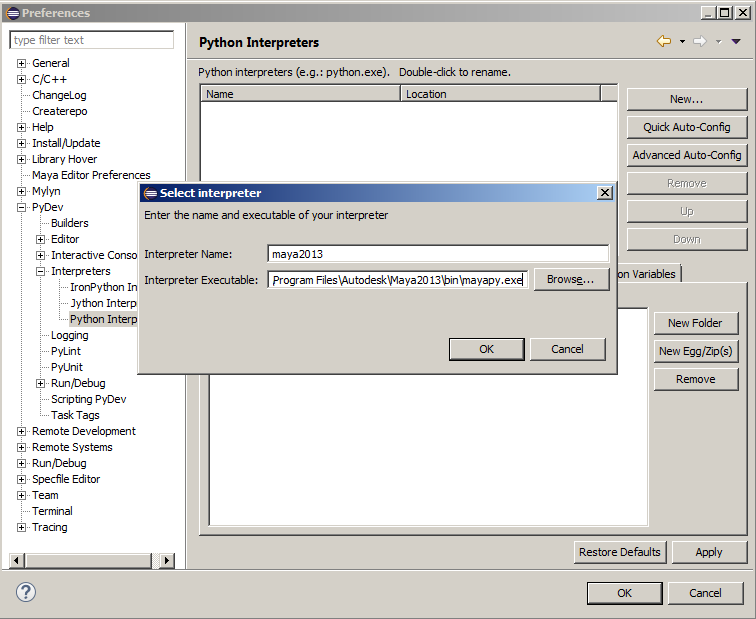 Preferences
type filter text
General
C/C++
ChangeLog
Createrepo
Help
Install/Update
Library Hover
Maya Editor Preferences
Mylyn
PyDev
Builders
Editor
Interactive Conso
Interpreters
IronPython In
Jython Interp
Python Interp
Logging
PyLint
PyUnit
Run/Debug
Scripting PyDev
Task Tags
Remote Development
Remote Systems
Run/Debug
Specfile Editor
Team
Terminal
Tracing
Python Interpreters
Python interpreters (e.g.: python.exe). Double-click to rename.
Name Location
New...
Quick Auto-Config
Advanced Auto-Config
Remove
Up
Down
Select interpreter
Enter the name and executable of your interpreter
Interpreter Name: maya2013
Interpreter Executable: Program Files\Autodesk\Maya2013\bin\mayapy.exe Browse...
OK Cancel
on Variables
New Folder
New Egg/Zip(s)
Remove
Restore Defaults Apply
? OK Cancel